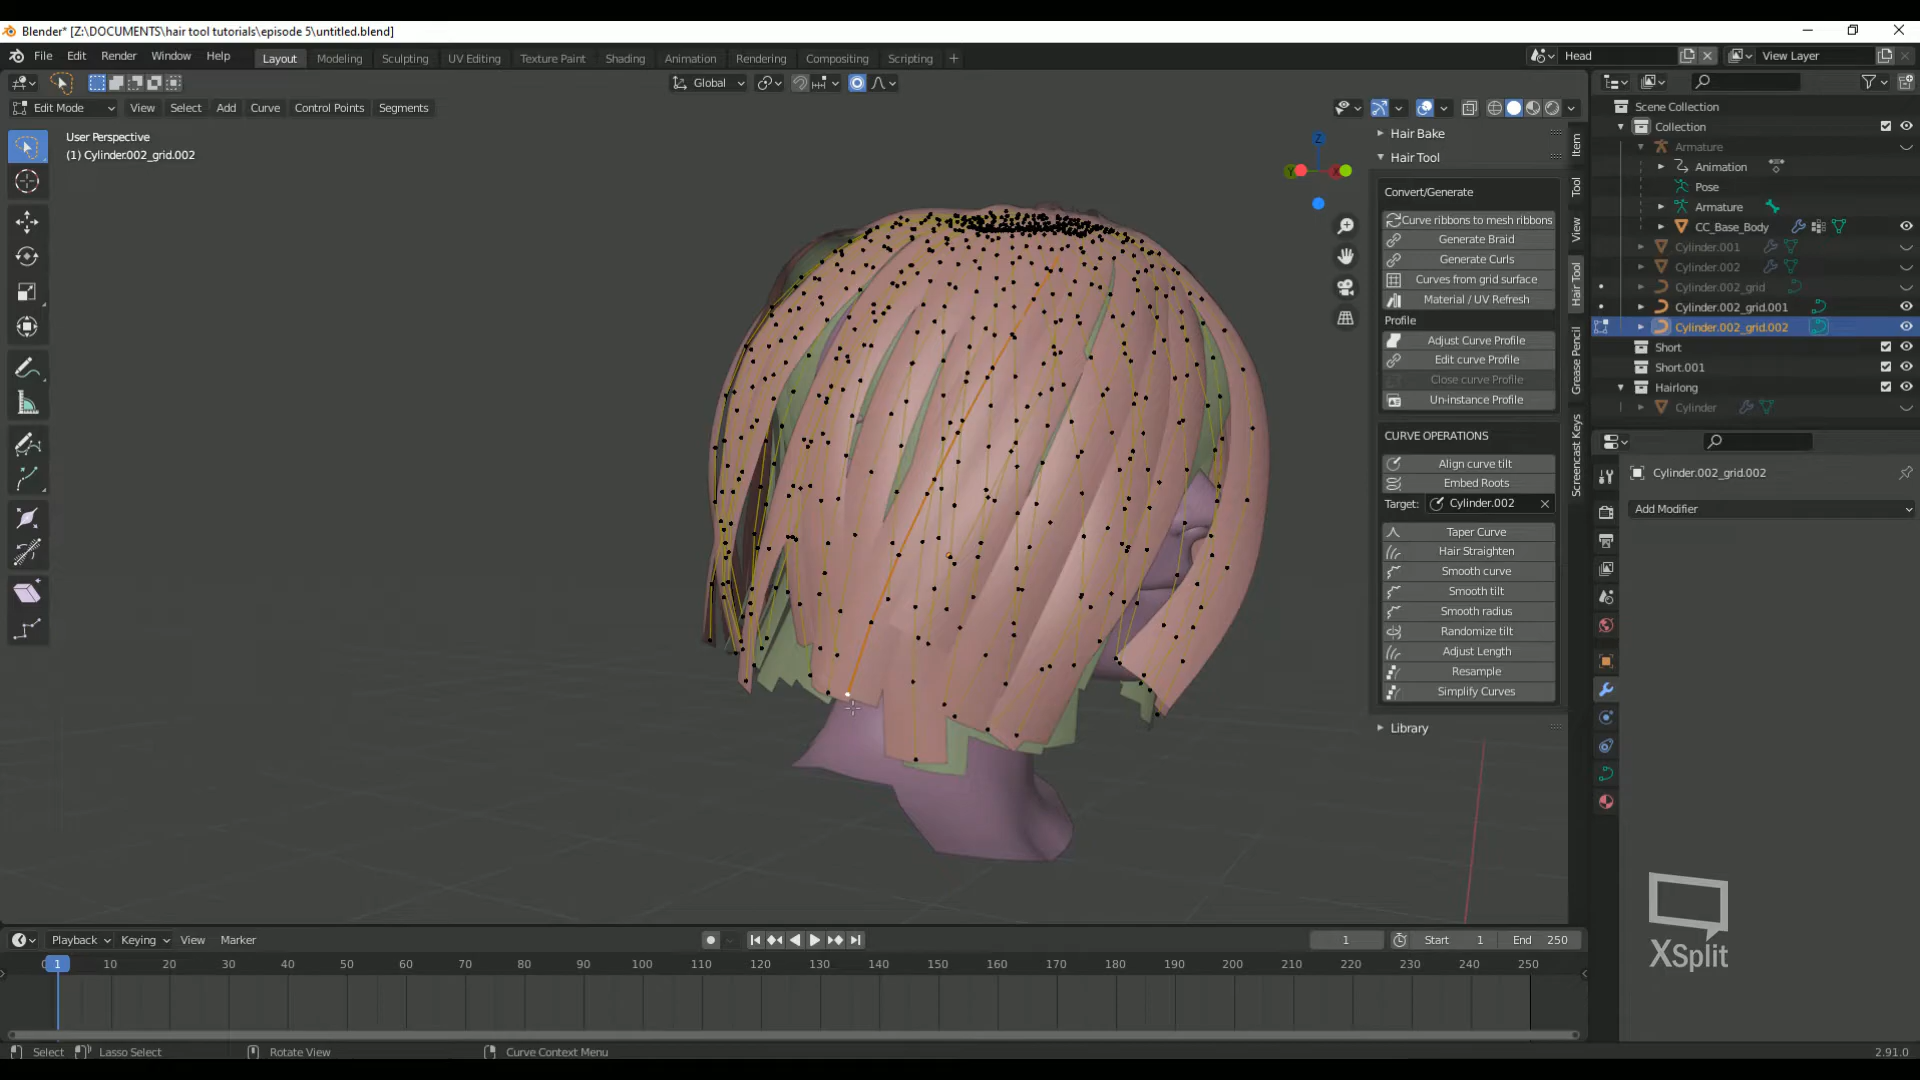 Blender* [Z:\DOCUMENTS\hair tool tutorials\episode 5\untitled.blend]
File Edit Render Window Help Layout Modeling Sculpting UV Editing Texture Paint Shading Animation Rendering Compositing Scripting + Head View Layer
Global
Edit Mode View Select Add Curve Control Points Segments
User Perspective
(1) Cylinder.002_grid.002
Z
Y
X
Hair Bake
Hair Tool
Convert/Generate
Curve ribbons to mesh ribbons
Generate Braid
Generate Curls
Curves from grid surface
Material / UV Refresh
Profile
Adjust Curve Profile
Edit curve Profile
Close curve Profile
Un-instance Profile
CURVE OPERATIONS
Align curve tilt
Embed Roots
Target: Cylinder.002
Taper Curve
Hair Straighten
Smooth curve
Smooth tilt
Smooth radius
Randomize tilt
Adjust Length
Resample
Simplify Curves
Library
Item
Tool
View
Hair Tool
Grease Pencil
Screencast Keys
Scene Collection
Collection
Armature
Animation
Pose
Armature
CC_Base_Body
Cylinder.001
Cylinder.002
Cylinder.002_grid
Cylinder.002_grid.001
Cylinder.002_grid.002
Short
Short.001
Hairlong
Cylinder
Cylinder.002_grid.002
Add Modifier
XSplit
Playback Keying View Marker 1 Start 1 End 250
0 1 10 20 30 40 50 60 70 80 90 100 110 120 130 140 150 160 170 180 190 200 210 220 230 240 250
Select Lasso Select Rotate View Curve Context Menu 2.91.0